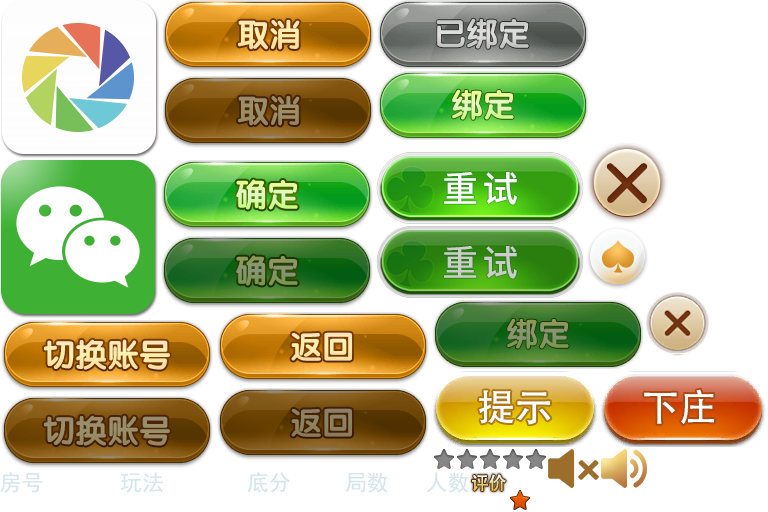 取消
已绑定
取消
绑定
确定
重试
确定
重试
切换账号
返回
绑定
切换账号
返回
提示
下庄
房号 玩法 底分 局数 人数
评价